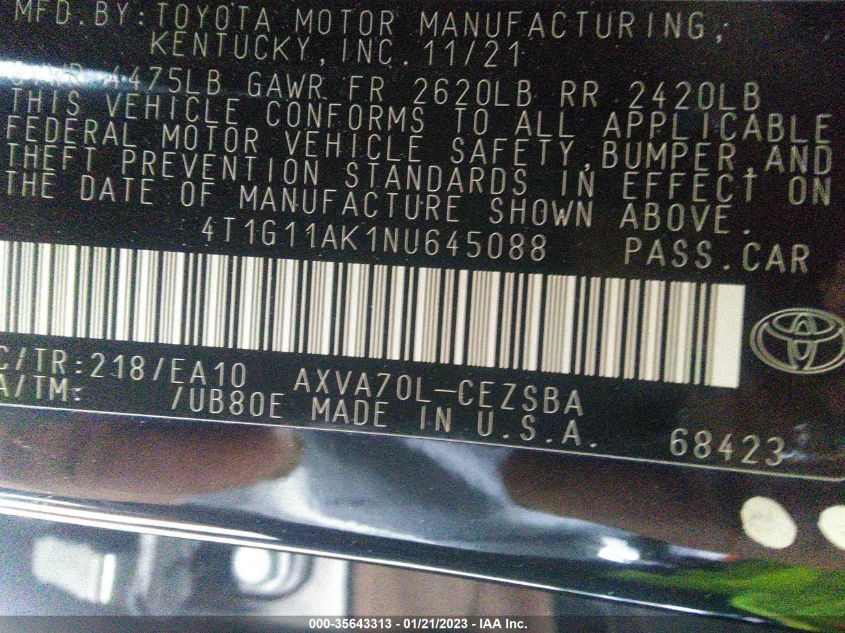 MFD.BY:TOYOTA MOTOR MANUFACTURING,
KENTUCKY,INC. 11/21
GVWR 4475LB GAWR FR 2620LB RR 2420LB
THIS VEHICLE CONFORMS TO ALL APPLICABLE
FEDERAL MOTOR VEHICLE SAFETY,BUMPER,AND
THEFT PREVENTION STANDARDS IN EFFECT ON
THE DATE OF MANUFACTURE SHOWN ABOVE.
4T1G11AK1NU645088 PASS.CAR
C/TR:218/EA10 AXVA70L-CEZSBA
A/TM: /UB80E MADE IN U.S.A. 68423
000-35643313 - 01/21/2023 - IAA Inc.